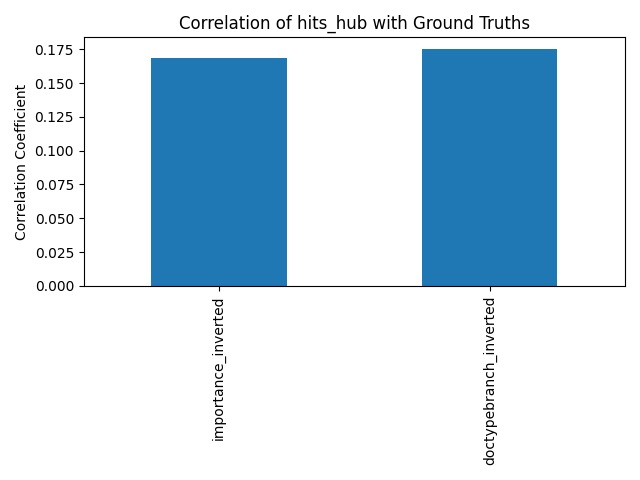 Correlation of hits_hub with Ground Truths
Correlation Coefficient
0.175
0.150
0.125
0.100
0.075
0.050
0.025
0.000
importance_inverted
doctypebranch_inverted